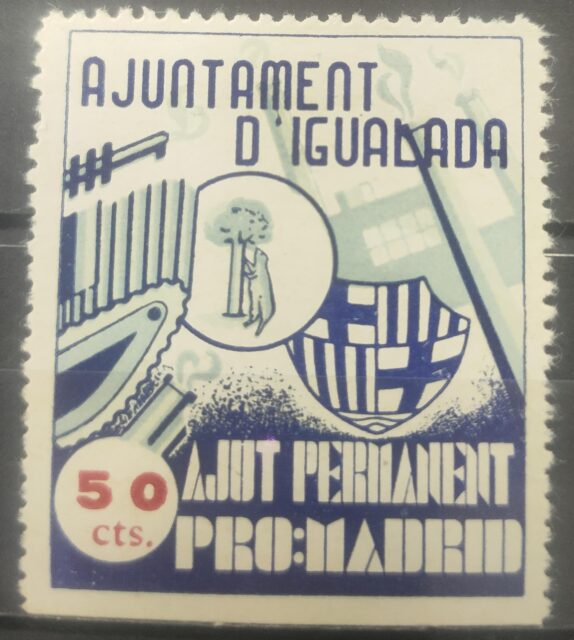 AJUNTAMENT
D IGUALADA
50
cts.
AJUT PERMANENT
PRO:MADRID